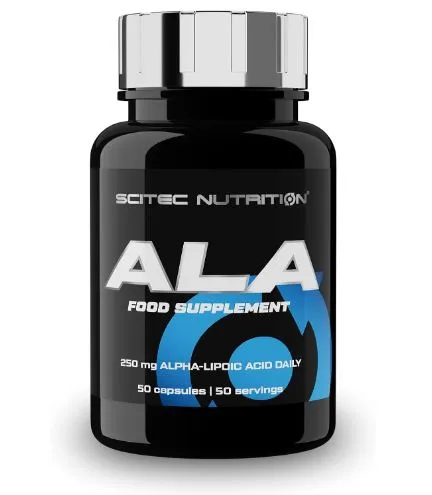 SCITEC NUTRITION®
ALA
FOOD SUPPLEMENT
250 mg ALPHA-LIPOIC ACID DAILY
50 capsules | 50 servings